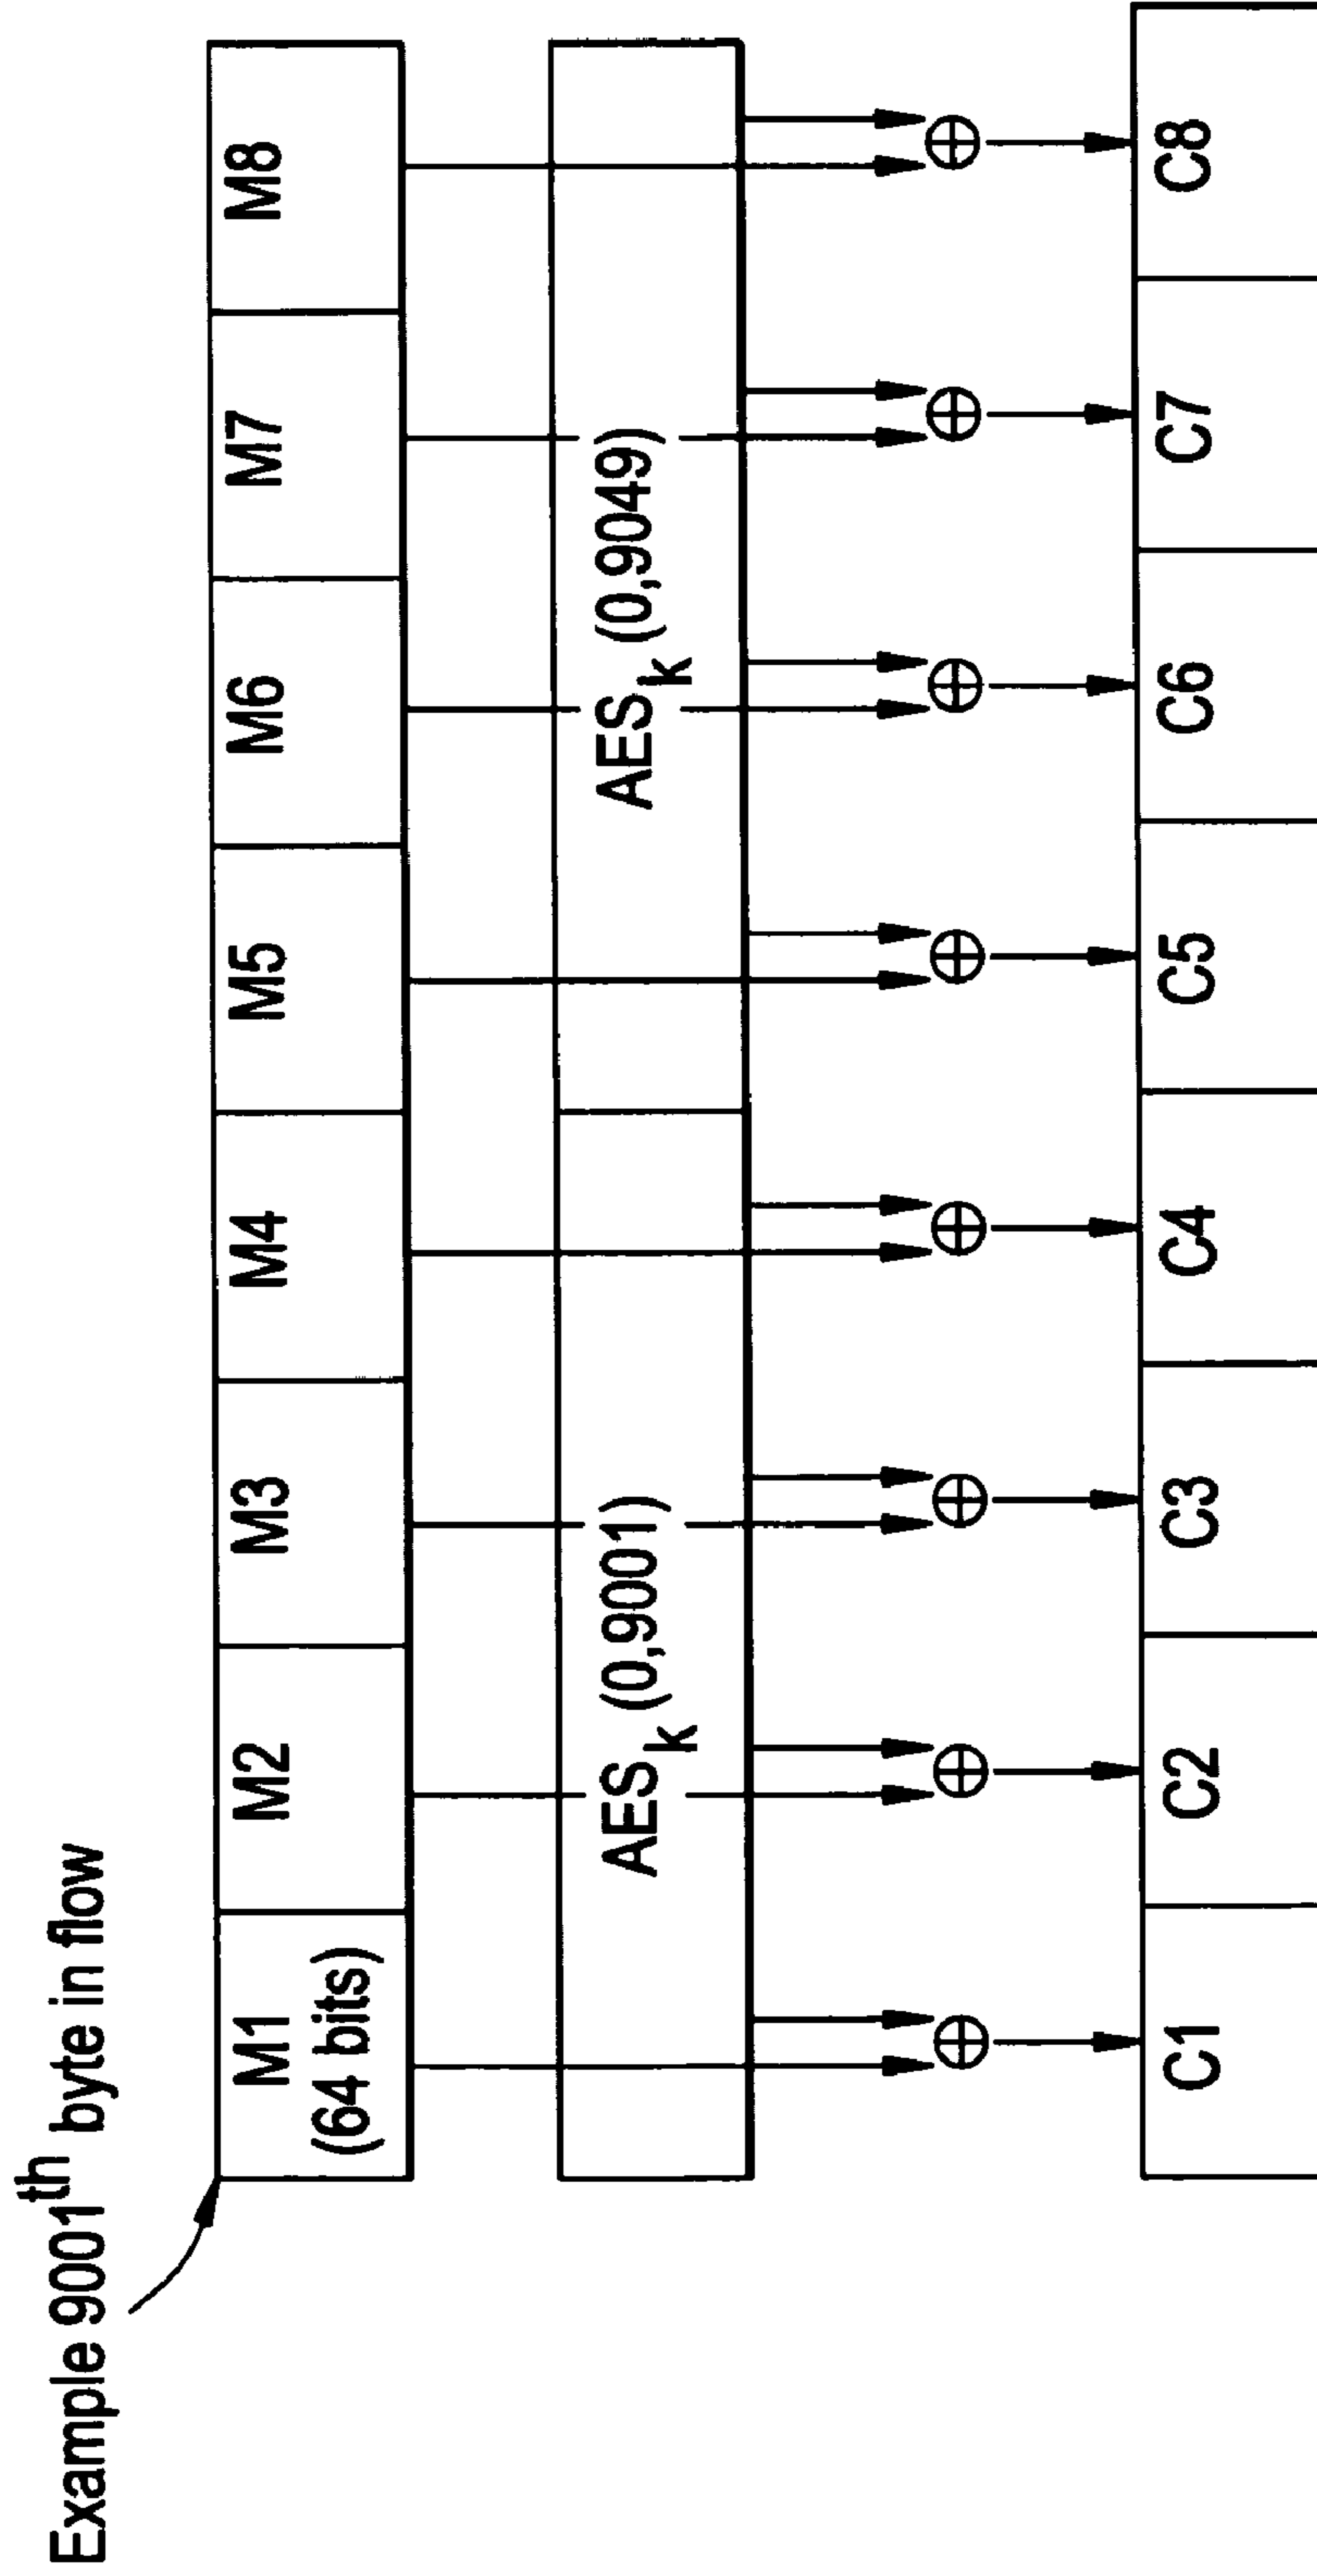 Example 9001th byte in flow
M1 M2 M3 M4 M5 M6 M7 M8
(64 bits)
AESk (0,9001) AESk (0,9049)
C1 C2 C3 C4 C5 C6 C7 C8